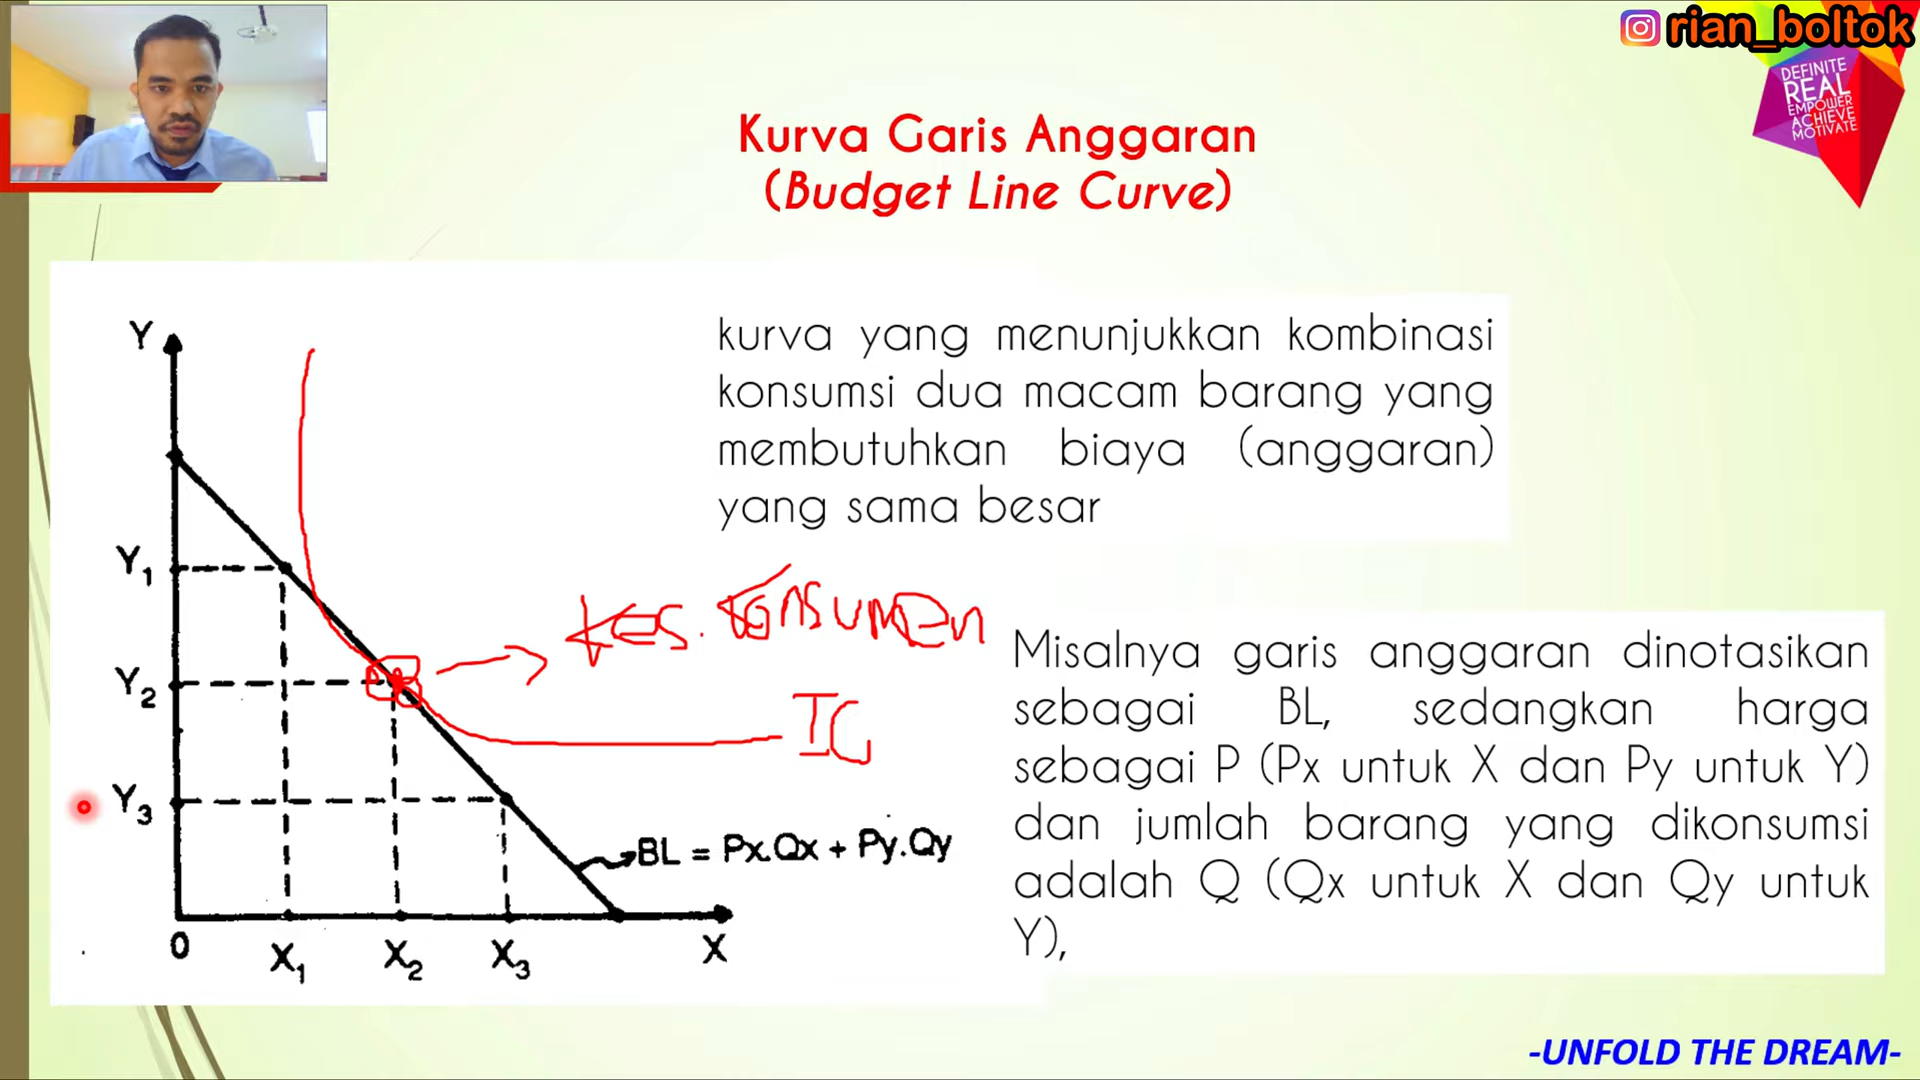 rian_boltok
DEFINITE
REAL
EMPOWER
ACHIEVE
MOTIVATE
Kurva Garis Anggaran
(Budget Line Curve)
kurva yang menunjukkan kombinasi
konsumsi dua macam barang yang
membutuhkan biaya (anggaran)
yang sama besar
Y
Y1
Y2
Y3
0
X1
X2
X3
X
kes. konsumen
IC
BL = Px.Qx + Py.Qy
Misalnya garis anggaran dinotasikan
sebagai BL, sedangkan harga
sebagai P (Px untuk X dan Py untuk Y)
dan jumlah barang yang dikonsumsi
adalah Q (Qx untuk X dan Qy untuk
Y),
-UNFOLD THE DREAM-